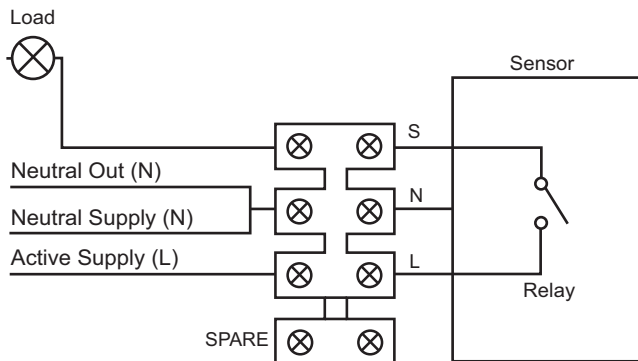 Load
Sensor
S
Neutral Out (N)
N
Neutral Supply (N)
Active Supply (L)
L
Relay
SPARE